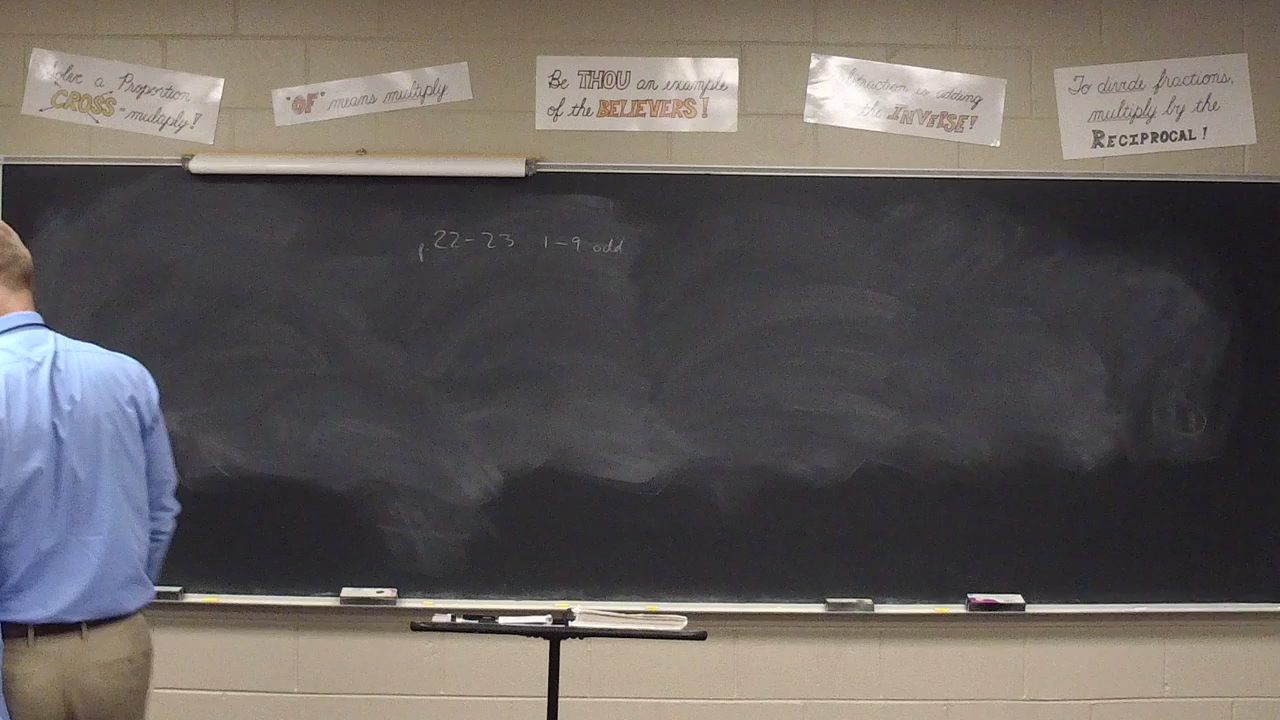 Solve a Proportion
CROSS-multiply!
"OF" means multiply
Be THOU an example
of the BELIEVERS!
is adding
the INVERSE!
To divide fractions,
multiply by the
RECIPROCAL!
p. 22-23 1-9 odd